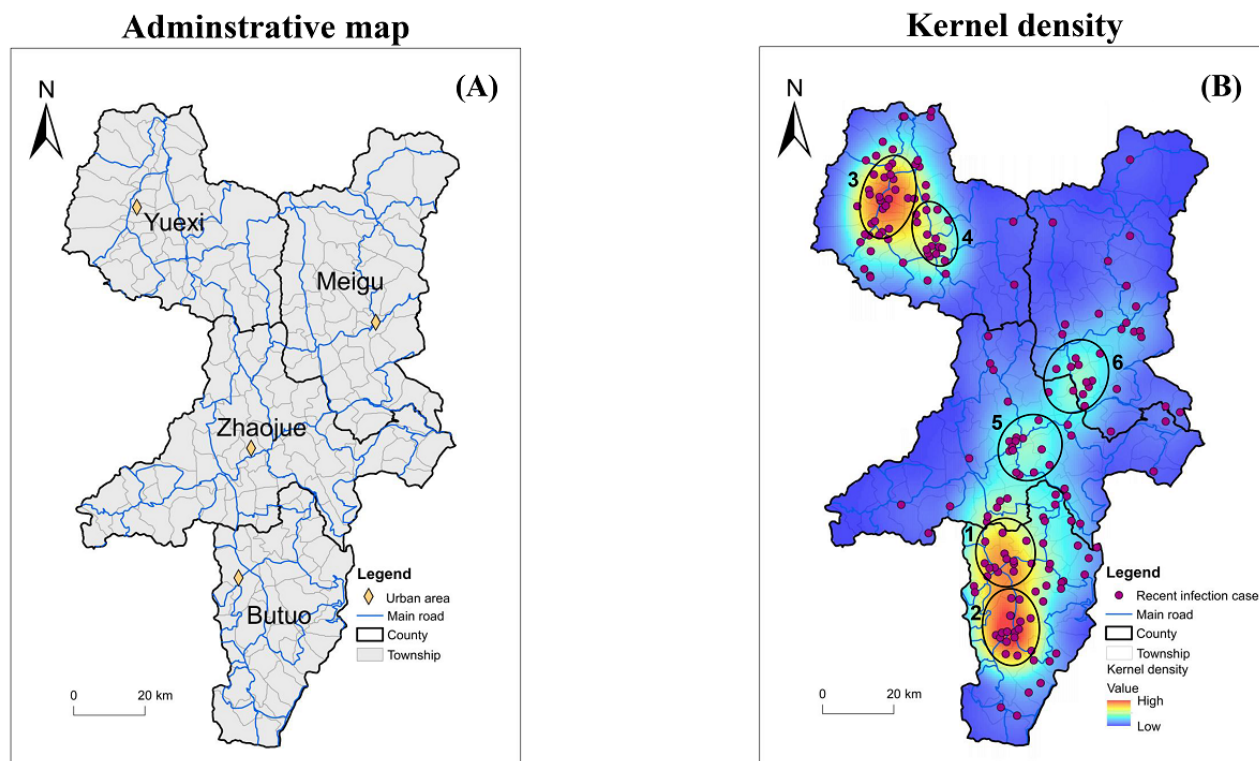 Adminstrative map
(A)
N
Yuexi
Meigu
Zhaojue
Butuo
Legend
Urban area
Main road
County
Township
0 20 km
Kernel density
(B)
N
3
4
6
5
1
2
Legend
Recent infection case
Main road
County
Township
Kernel density
Value
High
Low
0 20 km